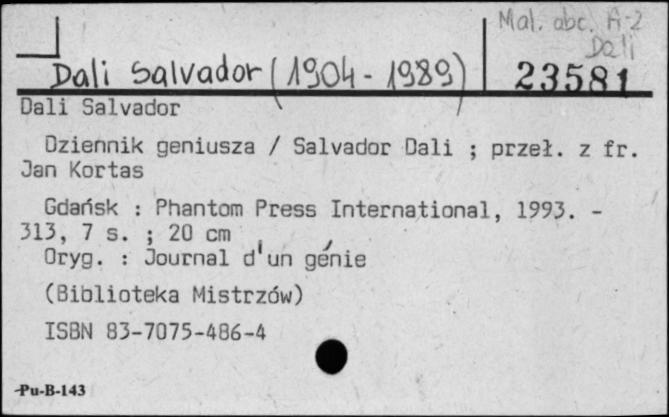 Mal. abc. A-2
Dali
Dali Salvador (1904 - 1989)
23581
Dali Salvador
Dziennik geniusza / Salvador Dali ; przeł. z fr.
Jan Kortas
Gdańsk : Phantom Press International, 1993. -
313, 7 s. ; 20 cm
Oryg. : Journal d'un génie
(Biblioteka Mistrzów)
ISBN 83-7075-486-4
Pu-B-143